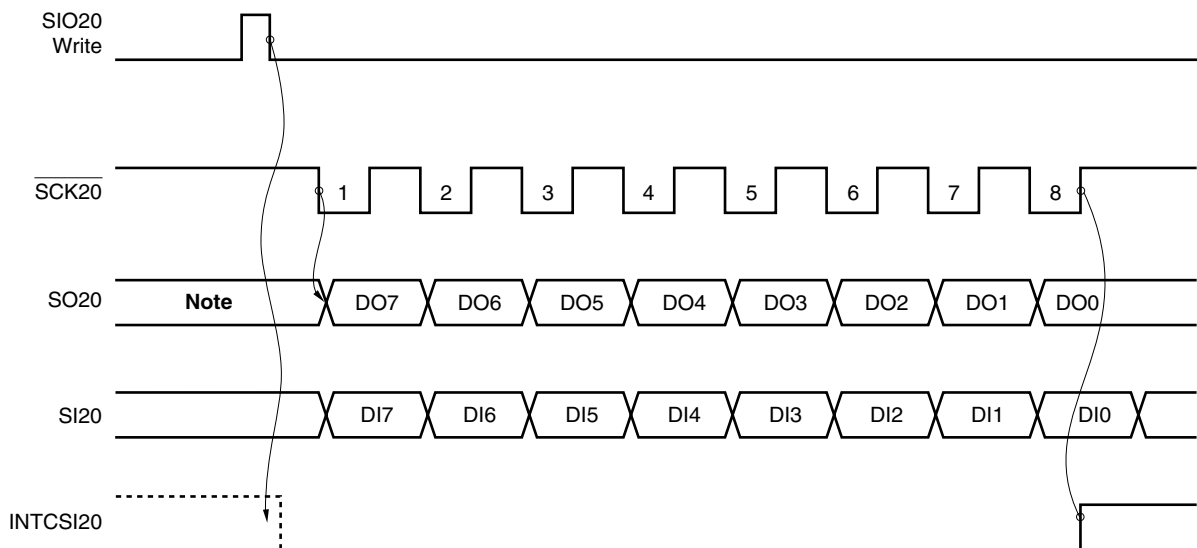 SIO20
Write
SCK20
1 2 3 4 5 6 7 8
SO20 Note DO7 DO6 DO5 DO4 DO3 DO2 DO1 DO0
SI20 DI7 DI6 DI5 DI4 DI3 DI2 DI1 DI0
INTCSI20